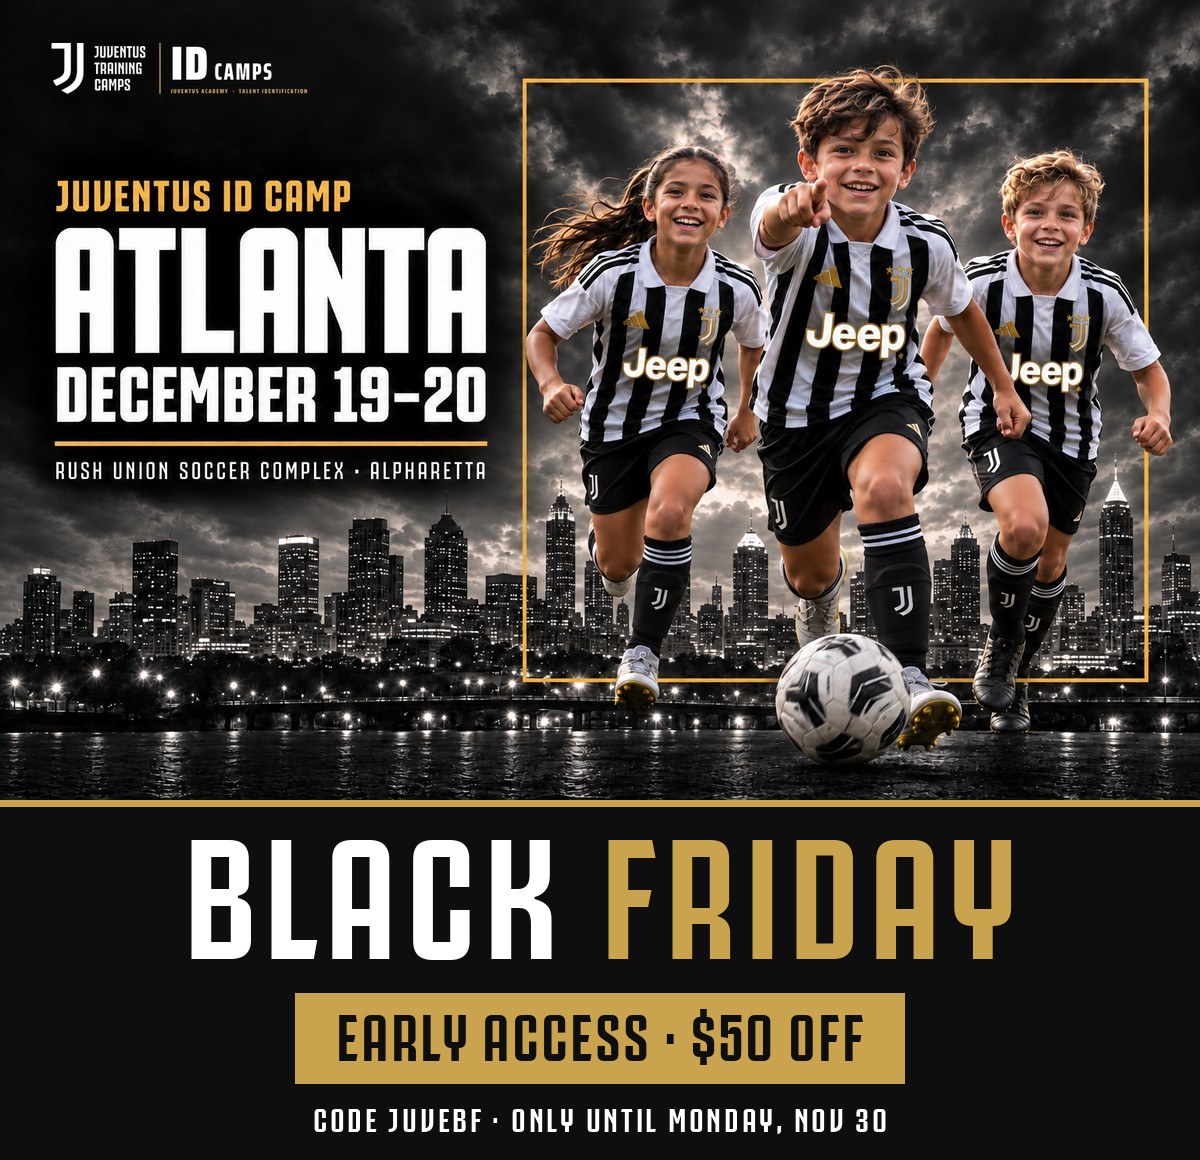 JUVENTUS
TRAINING
CAMPS
ID CAMPS
JUVENTUS ACADEMY · TALENT IDENTIFICATION
JUVENTUS ID CAMP
ATLANTA
DECEMBER 19–20
RUSH UNION SOCCER COMPLEX · ALPHARETTA
Jeep
Jeep
Jeep
BLACK FRIDAY
EARLY ACCESS · $50 OFF
CODE JUVEBF · ONLY UNTIL MONDAY, NOV 30